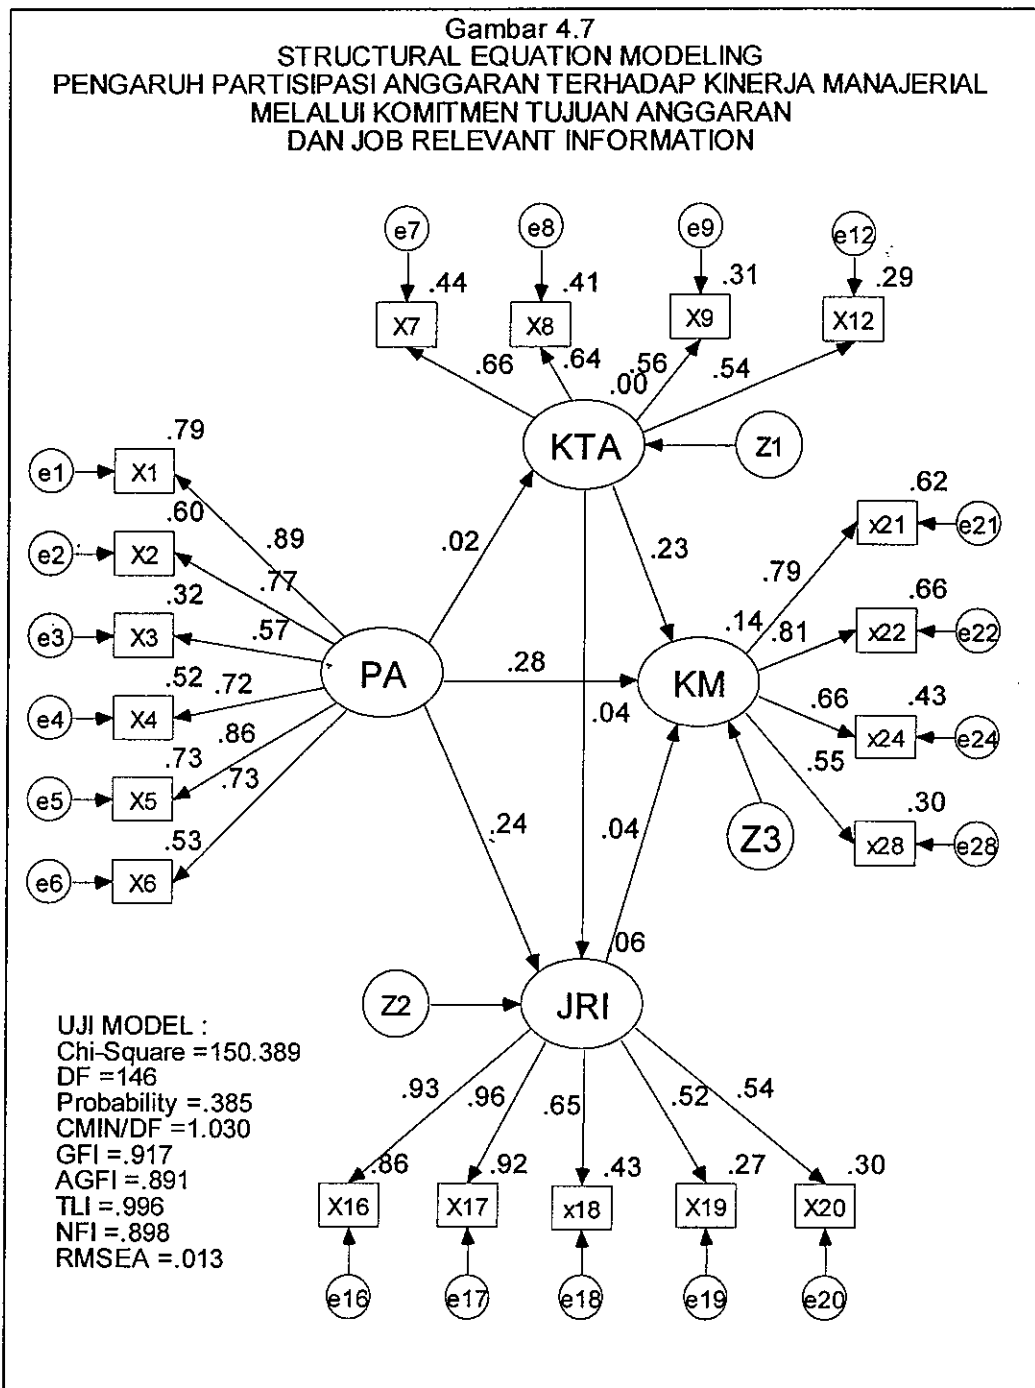 Gambar 4.7
STRUCTURAL EQUATION MODELING
PENGARUH PARTISIPASI ANGGARAN TERHADAP KINERJA MANAJERIAL
MELALUI KOMITMEN TUJUAN ANGGARAN
DAN JOB RELEVANT INFORMATION
e7 e8 e9 e12
.44 .41 .31 .29
X7 X8 X9 X12
.66 .64 .56 .54
.00
KTA Z1
.79
e1 X1
.89
.60
e2 X2
.77
.32
e3 X3
.57
.52
e4 X4
.72
.73
e5 X5
.86
.53
e6 X6
.73
PA
.02
.23
.28
.04
.24
.04
.14
KM
Z3
.62
.79 x21 e21
.66
.81 x22 e22
.43
.66 x24 e24
.30
.55 x28 e28
.06
Z2 JRI
.93 .96 .65 .52 .54
.86 .92 .43 .27 .30
X16 X17 x18 X19 X20
e16 e17 e18 e19 e20
UJI MODEL :
Chi-Square =150.389
DF =146
Probability =.385
CMIN/DF =1.030
GFI =.917
AGFI =.891
TLI =.996
NFI =.898
RMSEA =.013